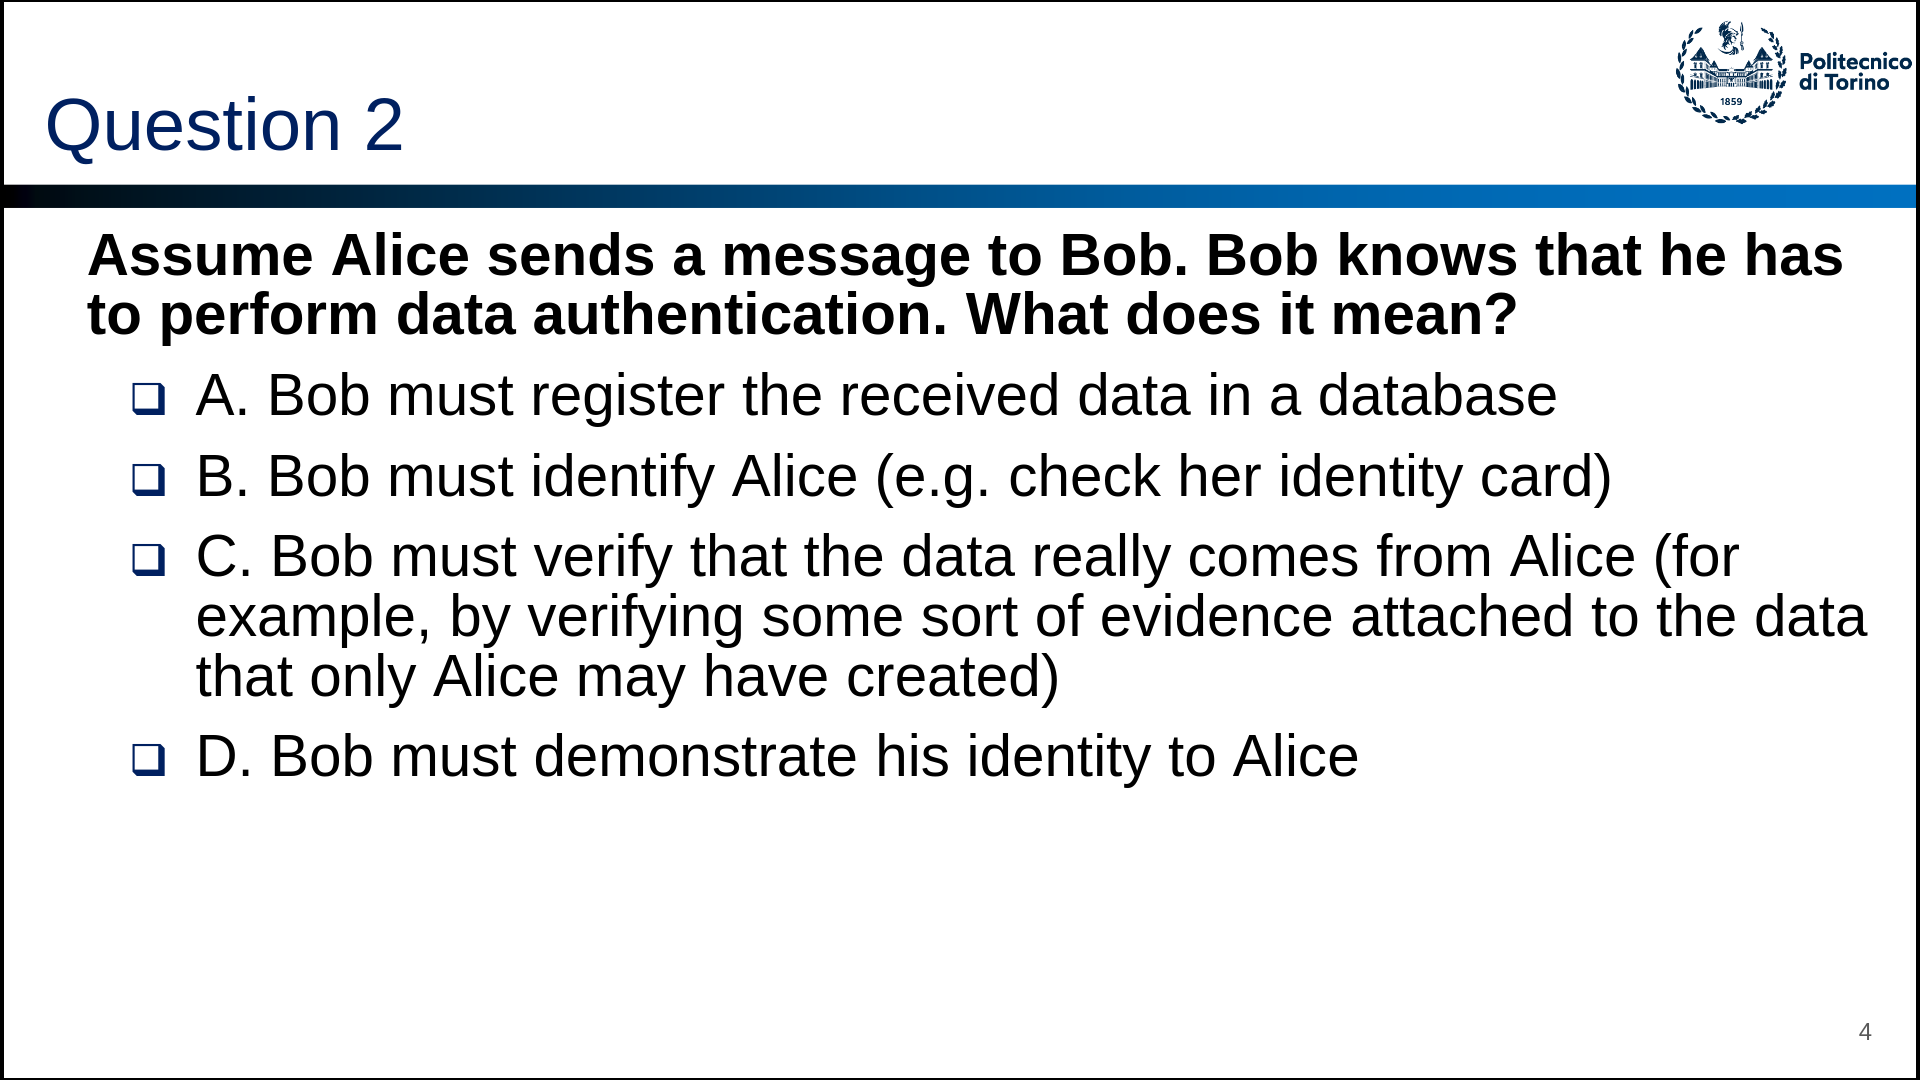 Politecnico
di Torino
1859
Question 2
Assume Alice sends a message to Bob. Bob knows that he has
to perform data authentication. What does it mean?
❑ A. Bob must register the received data in a database
❑ B. Bob must identify Alice (e.g. check her identity card)
❑ C. Bob must verify that the data really comes from Alice (for
example, by verifying some sort of evidence attached to the data
that only Alice may have created)
❑ D. Bob must demonstrate his identity to Alice
4